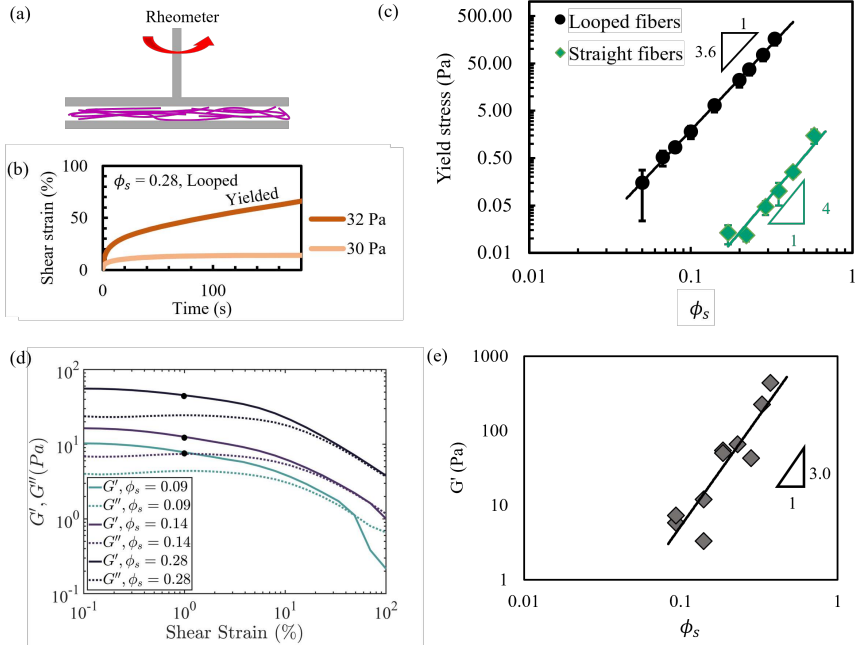 (a)
Rheometer
(b)
Shear strain (%)
100
50
0
ϕₛ = 0.28, Looped
Yielded
32 Pa
30 Pa
0
100
Time (s)
(c)
Yield stress (Pa)
500.00
50.00
5.00
0.50
0.05
0.01
Looped fibers
Straight fibers
1
3.6
4
1
0.01
0.1
1
ϕₛ
(d)
G′, G″(Pa)
10²
10¹
10⁰
10⁻¹
G′, ϕₛ = 0.09
G″, ϕₛ = 0.09
G′, ϕₛ = 0.14
G″, ϕₛ = 0.14
G′, ϕₛ = 0.28
G″, ϕₛ = 0.28
10⁻¹
10⁰
10¹
10²
Shear Strain (%)
(e)
G' (Pa)
1000
100
10
1
3.0
1
0.01
0.1
1
ϕₛ